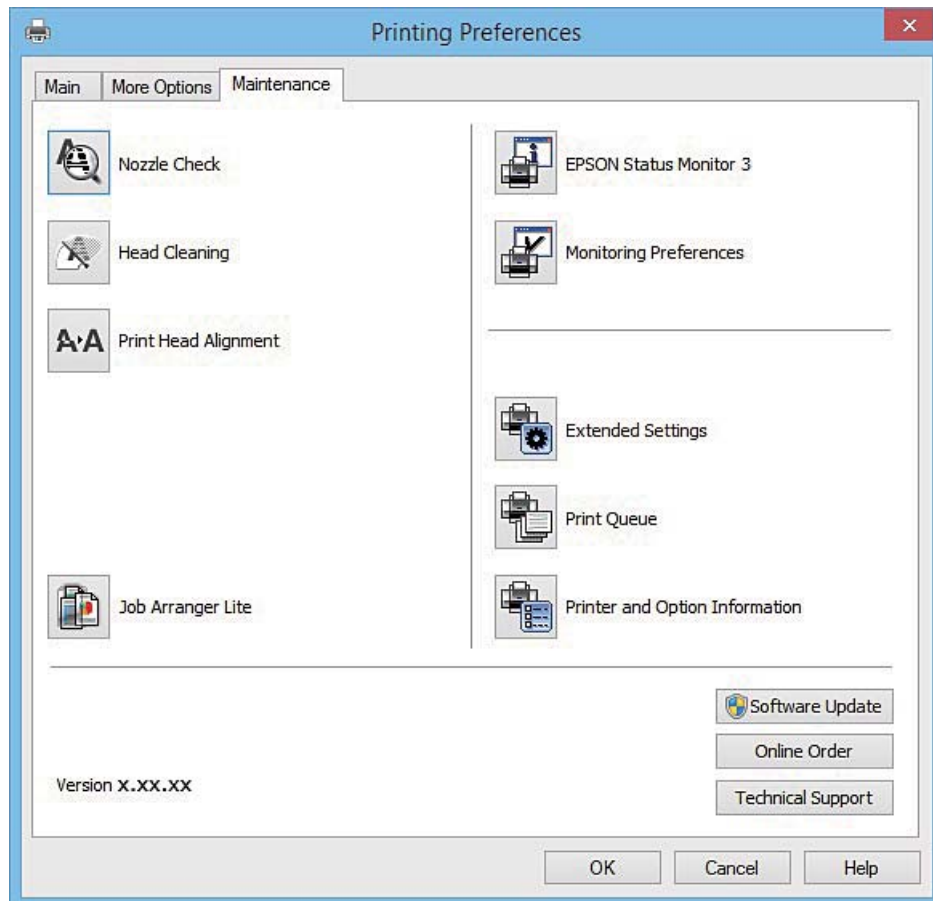 Printing Preferences
Main
More Options
Maintenance
Nozzle Check
Head Cleaning
A·A Print Head Alignment
Job Arranger Lite
EPSON Status Monitor 3
Monitoring Preferences
Extended Settings
Print Queue
Printer and Option Information
Software Update
Online Order
Technical Support
Version x.xx.xx
OK
Cancel
Help